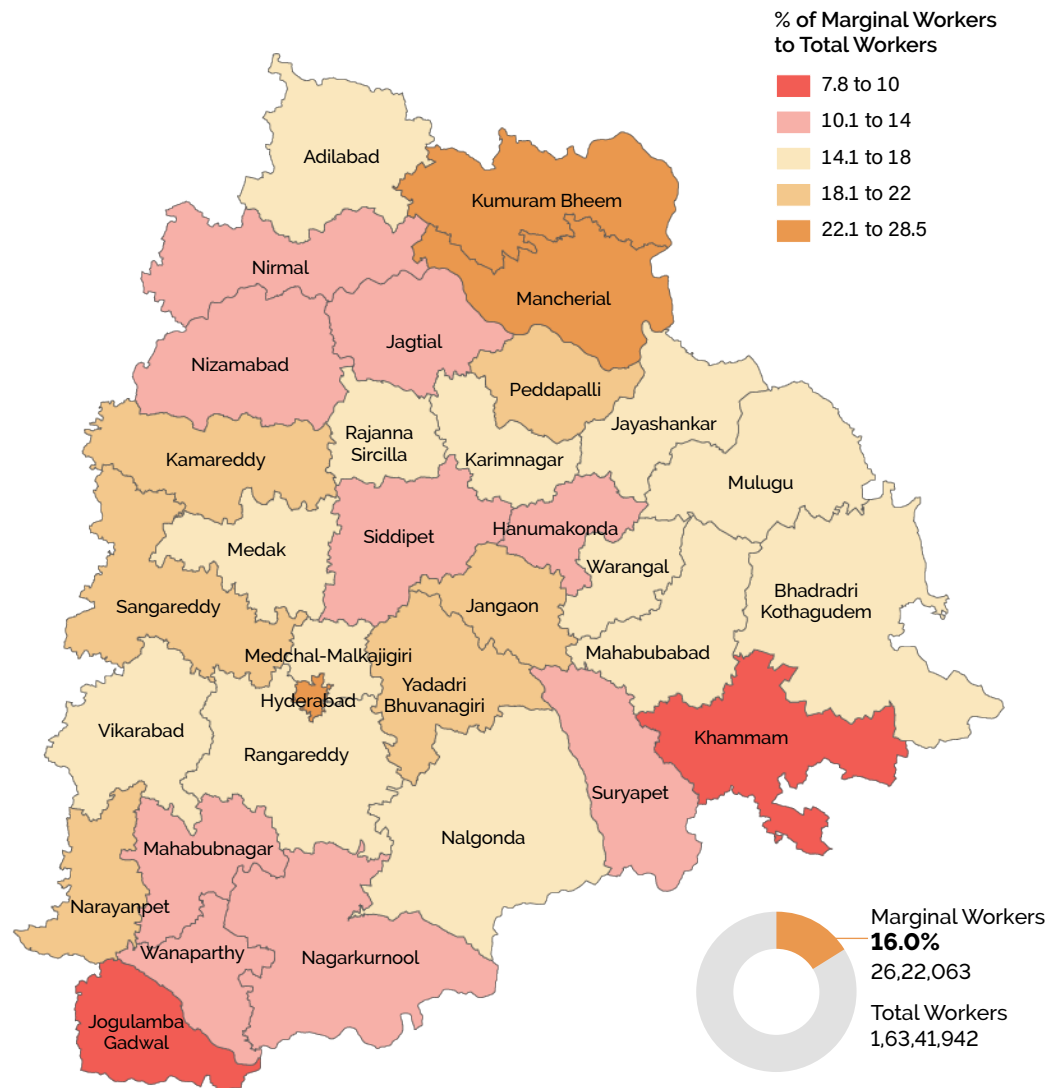 % of Marginal Workers
to Total Workers
7.8 to 10
10.1 to 14
14.1 to 18
18.1 to 22
22.1 to 28.5
Adilabad
Kumuram Bheem
Nirmal
Mancherial
Jagtial
Nizamabad
Peddapalli
Jayashankar
Rajanna
Sircilla
Karimnagar
Kamareddy
Mulugu
Siddipet
Hanumakonda
Medak
Warangal
Bhadradri
Kothagudem
Sangareddy
Jangaon
Medchal-Malkajigiri
Mahabubabad
Yadadri
Bhuvanagiri
Hyderabad
Vikarabad
Khammam
Rangareddy
Suryapet
Nalgonda
Mahabubnagar
Narayanpet
Wanaparthy
Nagarkurnool
Jogulamba
Gadwal
Marginal Workers
16.0%
26,22,063
Total Workers
1,63,41,942